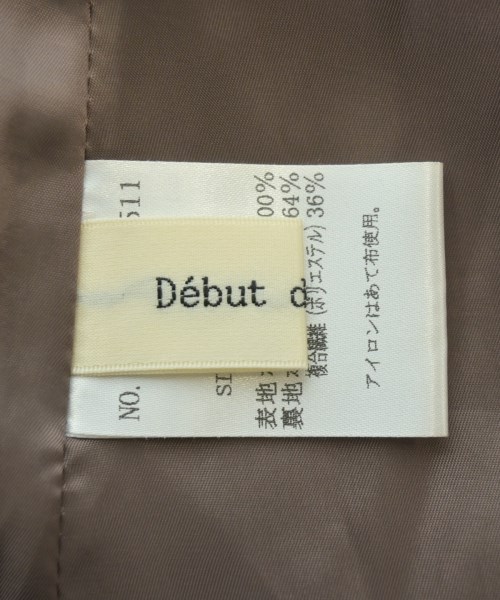 Début d
NO. 511
SI
表地 00%
裏地 64%
複合繊維(ポリエステル) 36%
アイロンはあて布使用。